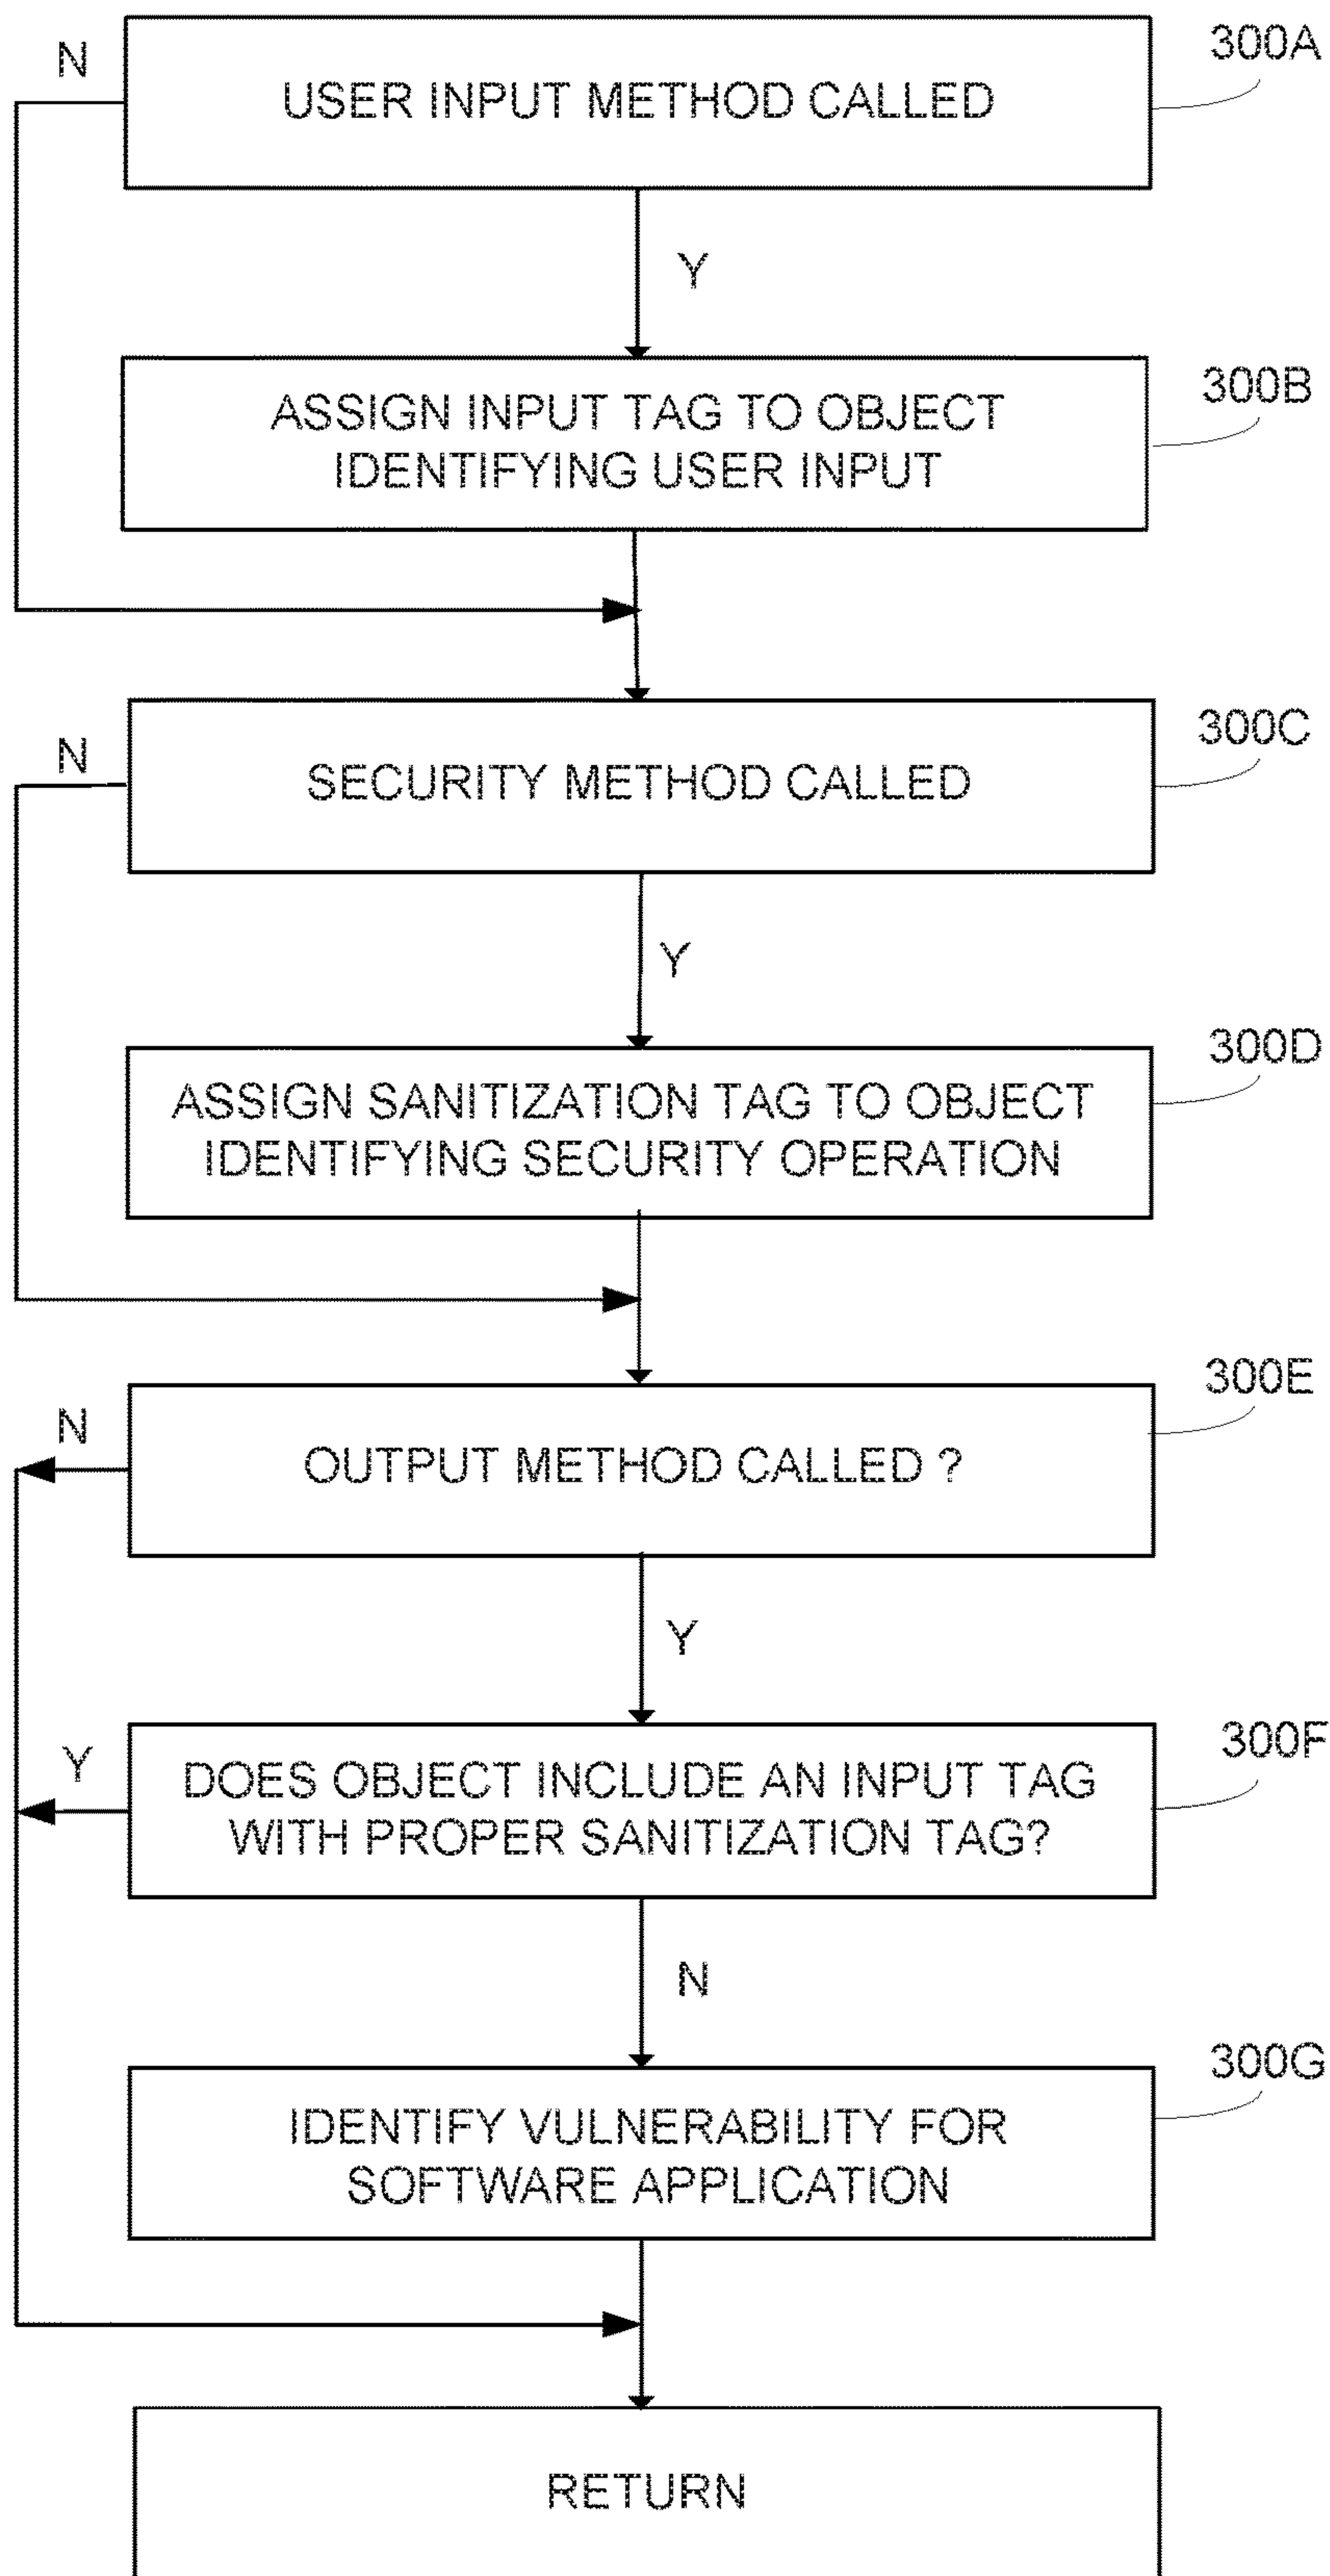 N
300A
USER INPUT METHOD CALLED
Y
300B
ASSIGN INPUT TAG TO OBJECT
IDENTIFYING USER INPUT
300C
N
SECURITY METHOD CALLED
Y
300D
ASSIGN SANITIZATION TAG TO OBJECT
IDENTIFYING SECURITY OPERATION
300E
N
OUTPUT METHOD CALLED ?
Y
300F
Y
DOES OBJECT INCLUDE AN INPUT TAG
WITH PROPER SANITIZATION TAG?
N
300G
IDENTIFY VULNERABILITY FOR
SOFTWARE APPLICATION
RETURN